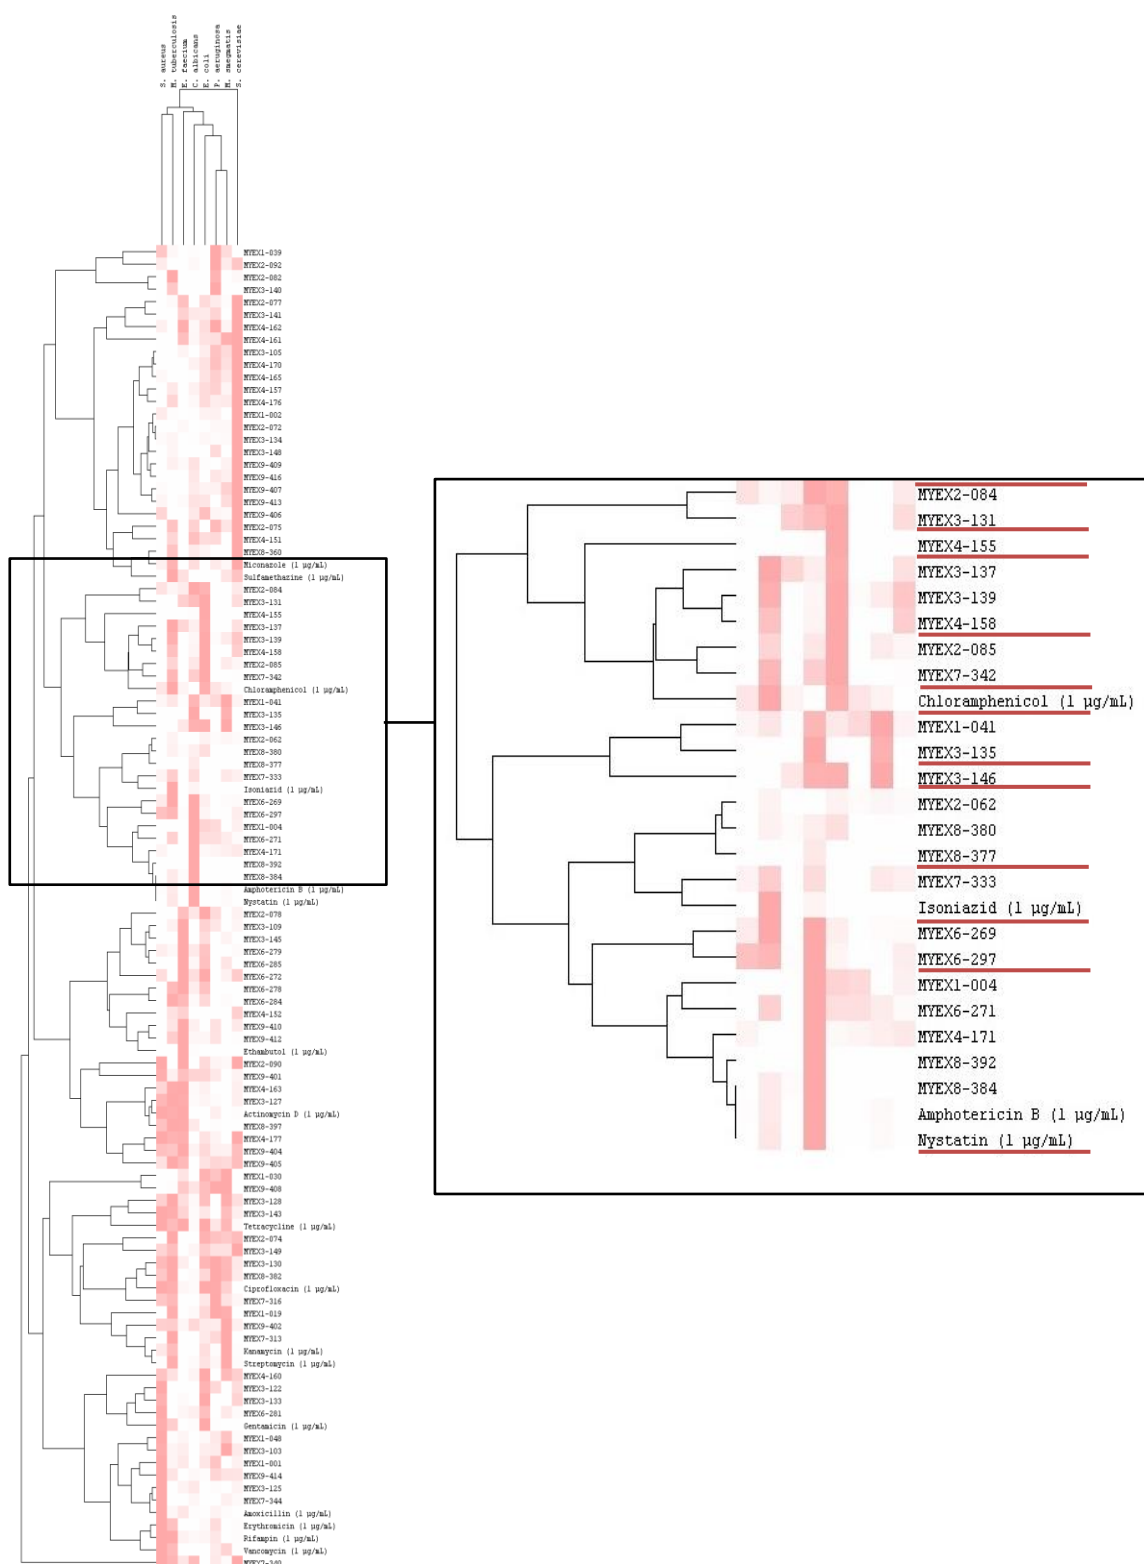 S. aureus
M. tuberculosis
E. faecium
C. albicans
E. coli
P. aeruginosa
M. smegmatis
S. cerevisiae
MYEX1-039
MYEX2-092
MYEX2-082
MYEX3-140
MYEX2-077
MYEX3-141
MYEX4-162
MYEX4-161
MYEX3-105
MYEX4-170
MYEX4-165
MYEX4-157
MYEX4-176
MYEX1-002
MYEX2-072
MYEX3-134
MYEX3-148
MYEX9-409
MYEX9-416
MYEX9-407
MYEX9-413
MYEX9-406
MYEX2-075
MYEX4-151
MYEX8-360
Miconazole (1 µg/mL)
Sulfamethazine (1 µg/mL)
MYEX2-084
MYEX3-131
MYEX4-155
MYEX3-137
MYEX3-139
MYEX4-158
MYEX2-085
MYEX7-342
Chloramphenicol (1 µg/mL)
MYEX1-041
MYEX3-135
MYEX3-146
MYEX2-062
MYEX8-380
MYEX8-377
MYEX7-333
Isoniazid (1 µg/mL)
MYEX6-269
MYEX6-297
MYEX1-004
MYEX6-271
MYEX4-171
MYEX8-392
MYEX8-384
Amphotericin B (1 µg/mL)
Nystatin (1 µg/mL)
MYEX2-078
MYEX3-109
MYEX3-145
MYEX6-279
MYEX6-285
MYEX6-272
MYEX6-278
MYEX6-284
MYEX4-152
MYEX9-410
MYEX9-412
Ethambutol (1 µg/mL)
MYEX2-090
MYEX9-401
MYEX4-163
MYEX3-127
Actinomycin D (1 µg/mL)
MYEX8-397
MYEX4-177
MYEX9-404
MYEX9-405
MYEX1-030
MYEX9-408
MYEX3-128
MYEX3-143
Tetracycline (1 µg/mL)
MYEX2-074
MYEX3-149
MYEX3-130
MYEX8-382
Ciprofloxacin (1 µg/mL)
MYEX7-316
MYEX1-019
MYEX9-402
MYEX7-313
Kanamycin (1 µg/mL)
Streptomycin (1 µg/mL)
MYEX4-160
MYEX3-122
MYEX3-133
MYEX6-281
Gentamicin (1 µg/mL)
MYEX1-048
MYEX3-103
MYEX1-001
MYEX9-414
MYEX3-125
MYEX7-344
Amoxicillin (1 µg/mL)
Erythromicin (1 µg/mL)
Rifampin (1 µg/mL)
Vancomycin (1 µg/mL)
MYEX2-084
MYEX3-131
MYEX4-155
MYEX3-137
MYEX3-139
MYEX4-158
MYEX2-085
MYEX7-342
Chloramphenicol (1 µg/mL)
MYEX1-041
MYEX3-135
MYEX3-146
MYEX2-062
MYEX8-380
MYEX8-377
MYEX7-333
Isoniazid (1 µg/mL)
MYEX6-269
MYEX6-297
MYEX1-004
MYEX6-271
MYEX4-171
MYEX8-392
MYEX8-384
Amphotericin B (1 µg/mL)
Nystatin (1 µg/mL)